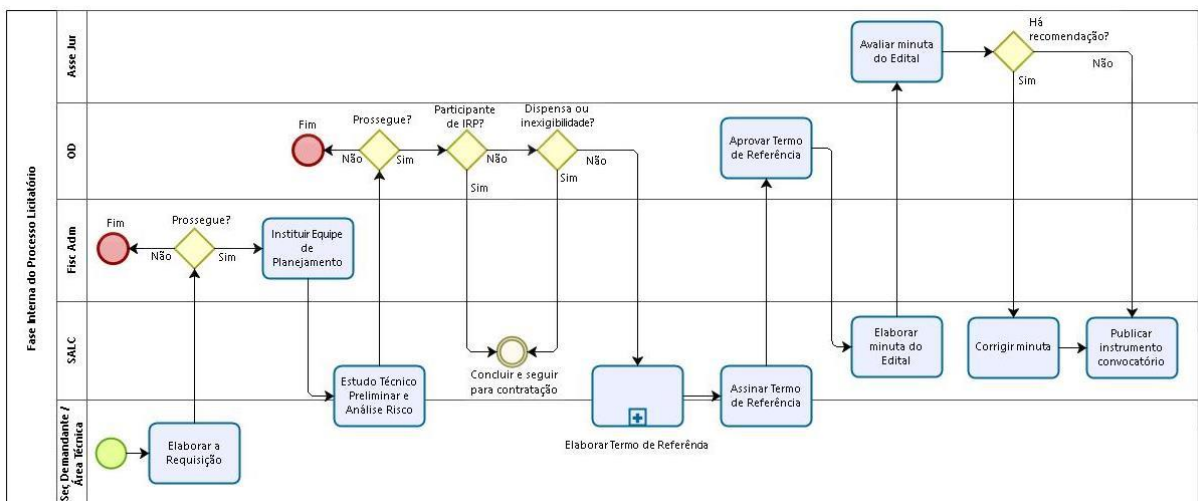 Fase Interna do Processo Licitatório
Asse Jur
Avaliar minuta
do Edital
Há
recomendação?
Sim
Não
OD
Fim
Prossegue?
Não
Sim
Participante
de IRP?
Não
Sim
Dispensa ou
inexigibilidade?
Não
Sim
Aprovar Termo
de Referência
Fisc Adm
Fim
Prossegue?
Não
Sim
Instituir Equipe
de
Planejamento
SALC
Estudo Técnico
Preliminar e
Análise Risco
Concluir e seguir
para contratação
Elaborar Termo de Referênda
Assinar Termo
de Referência
Elaborar
minuta do
Edital
Corrigir minuta
Publicar
instrumento
convocatório
Seç Demandante /
Área Técnica
Elaborar a
Requisição